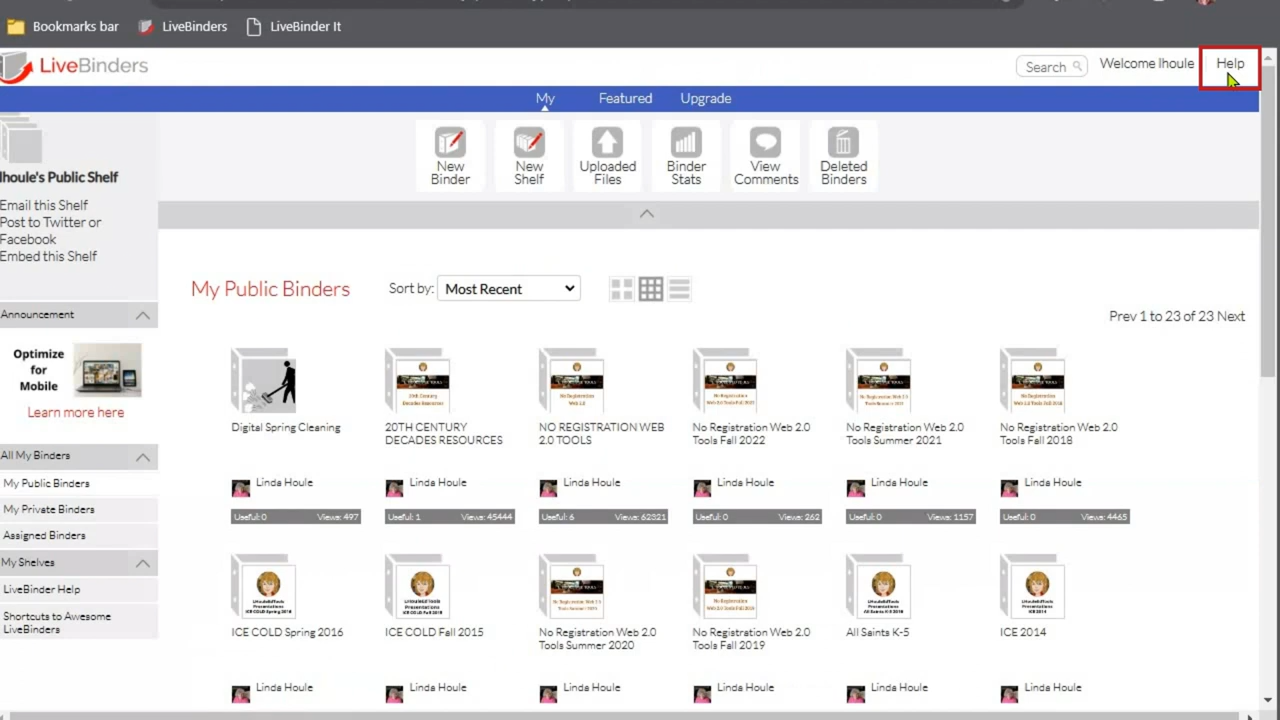 Bookmarks bar
LiveBinders
LiveBinder It
LiveBinders
Search
Welcome lhoule
Help
My
Featured
Upgrade
lhoule's Public Shelf
Email this Shelf
Post to Twitter or
Facebook
Embed this Shelf
New
Binder
New
Shelf
Uploaded
Files
Binder
Stats
View
Comments
Deleted
Binders
My Public Binders
Sort by:
Most Recent
Prev 1 to 23 of 23 Next
Announcement
Optimize
for
Mobile
Learn more here
All My Binders
My Public Binders
My Private Binders
Assigned Binders
My Shelves
LiveBinder Help
Shortcuts to Awesome
LiveBinders
Digital Spring Cleaning
Linda Houle
Useful: 0 Views: 497
20TH CENTURY
DECADES RESOURCES
Linda Houle
Useful: 1 Views: 45444
NO REGISTRATION WEB
2.0 TOOLS
Linda Houle
Useful: 6 Views: 62321
No Registration Web 2.0
Tools Fall 2022
Linda Houle
Useful: 0 Views: 262
No Registration Web 2.0
Tools Summer 2021
Linda Houle
Useful: 0 Views: 1157
No Registration Web 2.0
Tools Fall 2018
Linda Houle
Useful: 0 Views: 4465
ICE COLD Spring 2016
Linda Houle
ICE COLD Fall 2015
Linda Houle
No Registration Web 2.0
Tools Summer 2020
Linda Houle
No Registration Web 2.0
Tools Fall 2019
Linda Houle
All Saints K-5
Linda Houle
ICE 2014
Linda Houle